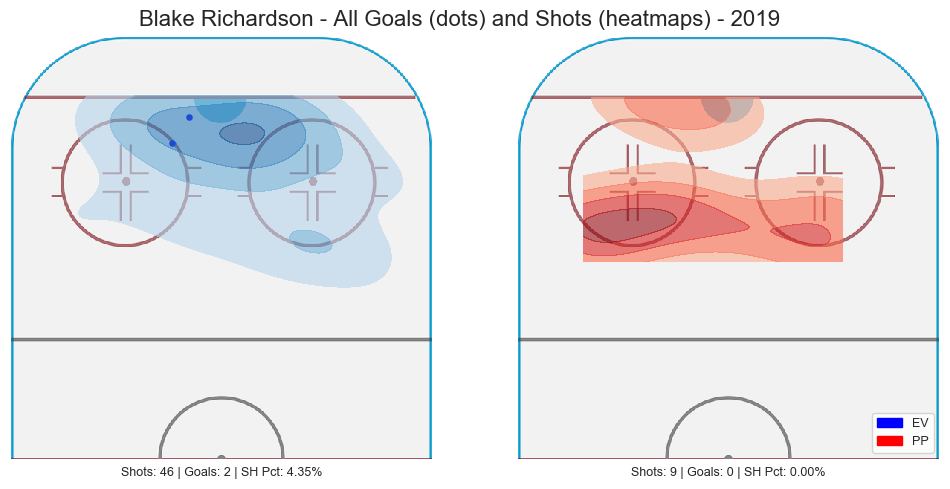 Blake Richardson - All Goals (dots) and Shots (heatmaps) - 2019
EV
PP
Shots: 46 | Goals: 2 | SH Pct: 4.35%
Shots: 9 | Goals: 0 | SH Pct: 0.00%